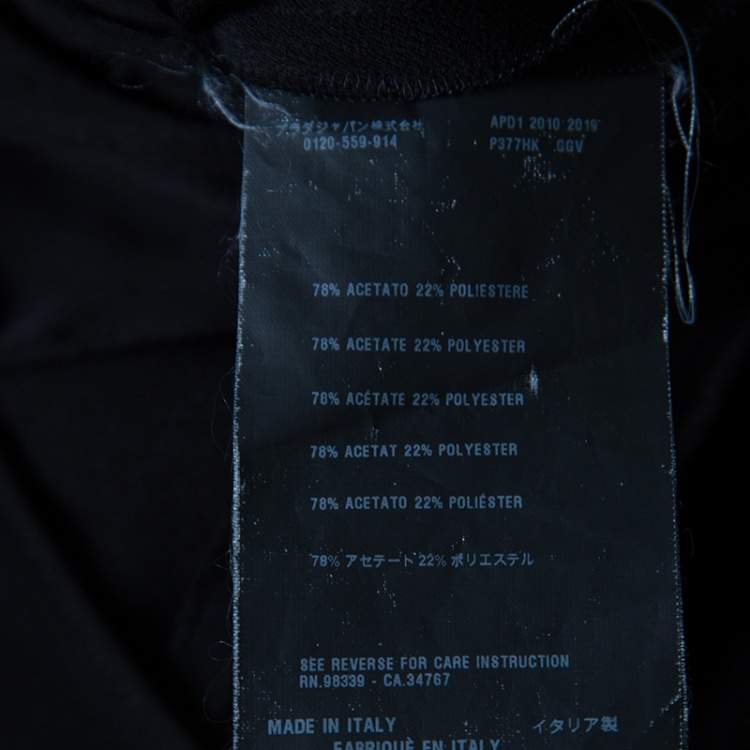 プラダジャパン株式会社 APD1 2010 2019
0120-559-914 P377HK GGV
78% ACETATO 22% POLIESTERE
78% ACETATE 22% POLYESTER
78% ACÉTATE 22% POLYESTER
78% ACETAT 22% POLYESTER
78% ACETATO 22% POLIÉSTER
78% アセテート 22% ポリエステル
SEE REVERSE FOR CARE INSTRUCTION
RN.98339 - CA.34767
MADE IN ITALY イタリア製
FABRIQUÉ EN ITALY